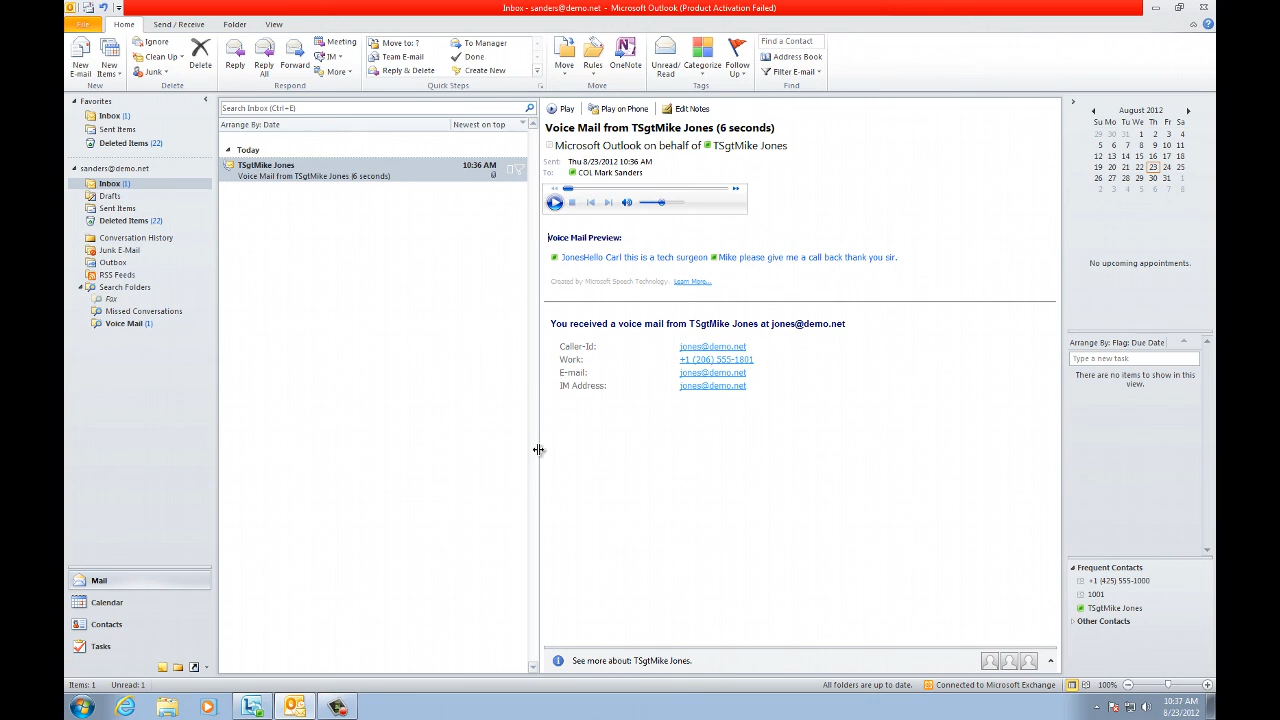 Inbox - sanders@demo.net - Microsoft Outlook (Product Activation Failed)
File Home Send / Receive Folder View
New E-mail
New Items
Ignore
Clean Up
Junk
Delete
Reply
Reply All
Forward
Meeting
IM
More
Move to: ?
Team E-mail
Reply & Delete
To Manager
Done
Create New
Move
Rules
OneNote
Unread/ Read
Categorize
Follow Up
Find a Contact
Address Book
Filter E-mail
New Delete Respond Quick Steps Move Tags Find
Favorites
Inbox (1)
Sent Items
Deleted Items (22)
sanders@demo.net
Inbox (1)
Drafts
Sent Items
Deleted Items (22)
Conversation History
Junk E-Mail
Outbox
RSS Feeds
Search Folders
Fax
Missed Conversations
Voice Mail (1)
Mail
Calendar
Contacts
Tasks
Search Inbox (Ctrl+E)
Arrange By: Date Newest on top
Today
TSgtMike Jones 10:36 AM
Voice Mail from TSgtMike Jones (6 seconds)
Play Play on Phone Edit Notes
Voice Mail from TSgtMike Jones (6 seconds)
Microsoft Outlook on behalf of TSgtMike Jones
Sent: Thu 8/23/2012 10:36 AM
To: COL Mark Sanders
Voice Mail Preview:
JonesHello Carl this is a tech surgeon Mike please give me a call back thank you sir.
Created by Microsoft Speech Technology. Learn More...
You received a voice mail from TSgtMike Jones at jones@demo.net
Caller-Id: jones@demo.net
Work: +1 (206) 555-1801
E-mail: jones@demo.net
IM Address: jones@demo.net
See more about: TSgtMike Jones.
August 2012
Su Mo Tu We Th Fr Sa
29 30 31 1 2 3 4
5 6 7 8 9 10 11
12 13 14 15 16 17 18
19 20 21 22 23 24 25
26 27 28 29 30 31 1
2 3 4 5 6 7 8
No upcoming appointments.
Arrange By: Flag: Due Date
Type a new task
There are no items to show in this
view.
Frequent Contacts
+1 (425) 555-1000
1001
TSgtMike Jones
Other Contacts
Items: 1 Unread: 1 All folders are up to date. Connected to Microsoft Exchange 100%
10:37 AM
8/23/2012